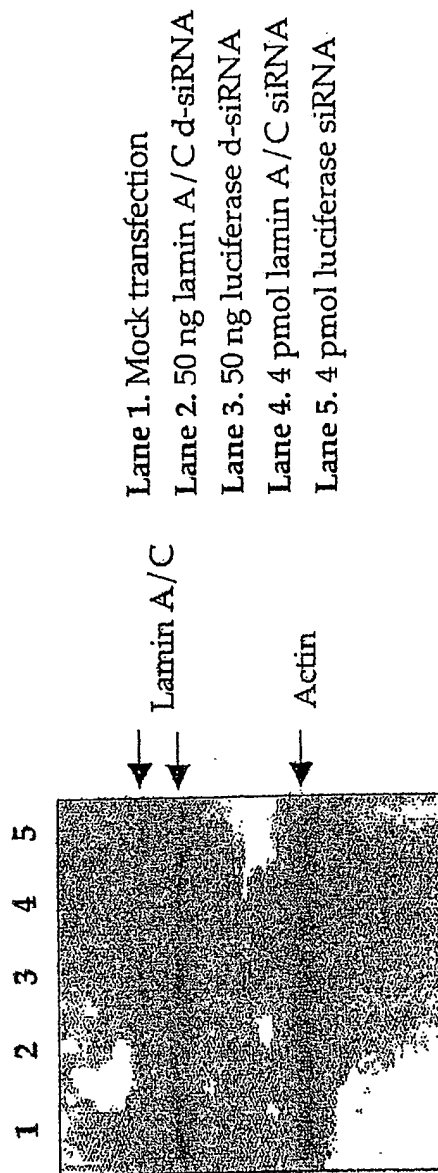 1 2 3 4 5
Lamin A/C
Actin
Lane 1. Mock transfection
Lane 2. 50 ng lamin A/C d-siRNA
Lane 3. 50 ng luciferase d-siRNA
Lane 4. 4 pmol lamin A/C siRNA
Lane 5. 4 pmol luciferase siRNA